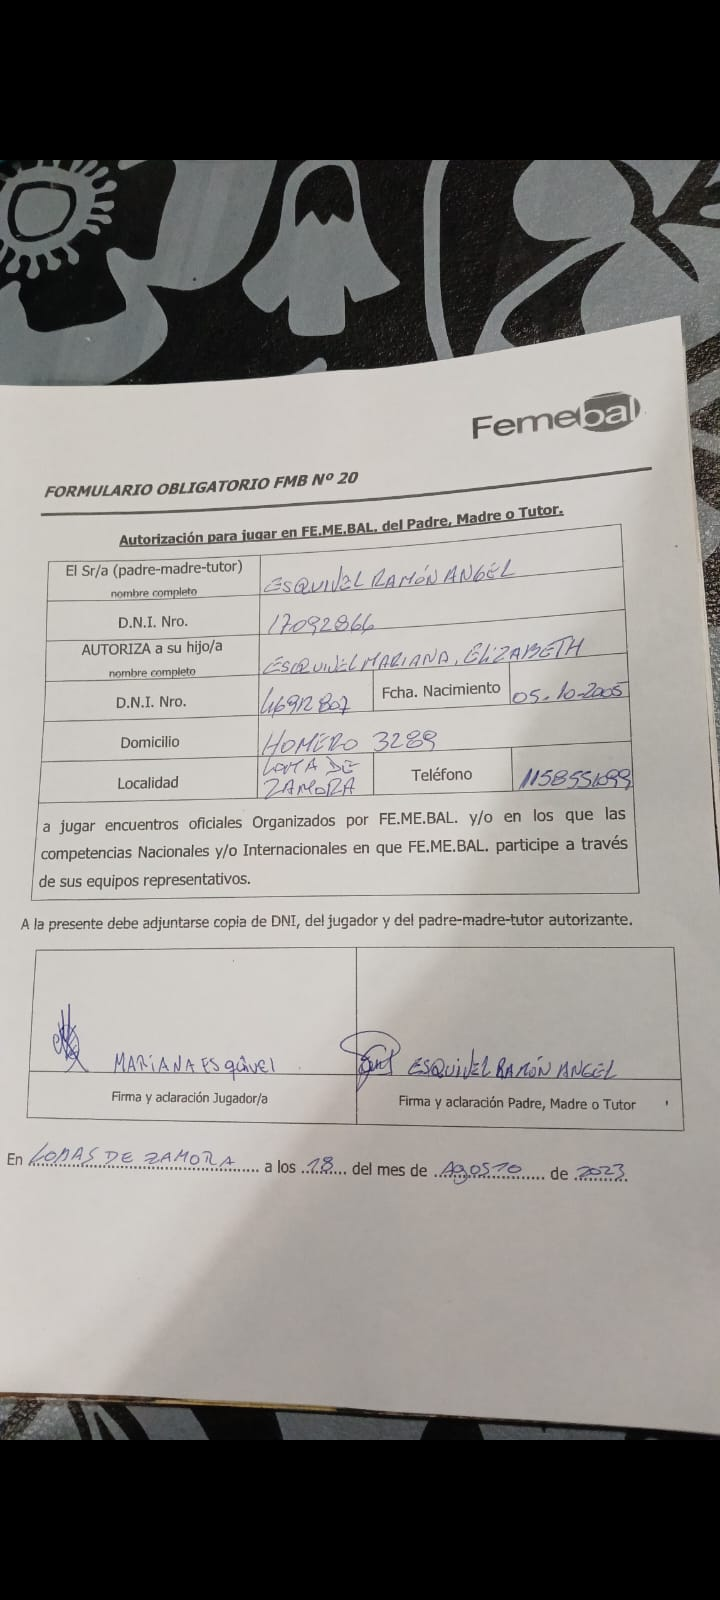 Femebal
FORMULARIO OBLIGATORIO FMB Nº 20
Autorización para jugar en FE.ME.BAL. del Padre, Madre o Tutor.
El Sr/a (padre-madre-tutor)
nombre completo
ESQUIVEL RAMÓN ANGEL
D.N.I. Nro.
17092866
AUTORIZA a su hijo/a
nombre completo
ESQUIVEL MARIANA, ELIZABETH
D.N.I. Nro.
46912807
Fcha. Nacimiento
05-10-2005
Domicilio
HOMERO 3289
Localidad
LOMA DE
ZAMORA
Teléfono
a jugar encuentros oficiales Organizados por FE.ME.BAL. y/o en los que las
competencias Nacionales y/o Internacionales en que FE.ME.BAL. participe a través
de sus equipos representativos.
A la presente debe adjuntarse copia de DNI, del jugador y del padre-madre-tutor autorizante.
MARIANA ESquivel
ESQUIVEL RAMÓN ANGEL
Firma y aclaración Jugador/a
Firma y aclaración Padre, Madre o Tutor
En LOMAS DE ZAMORA a los 18 del mes de AgOSTO de 2023